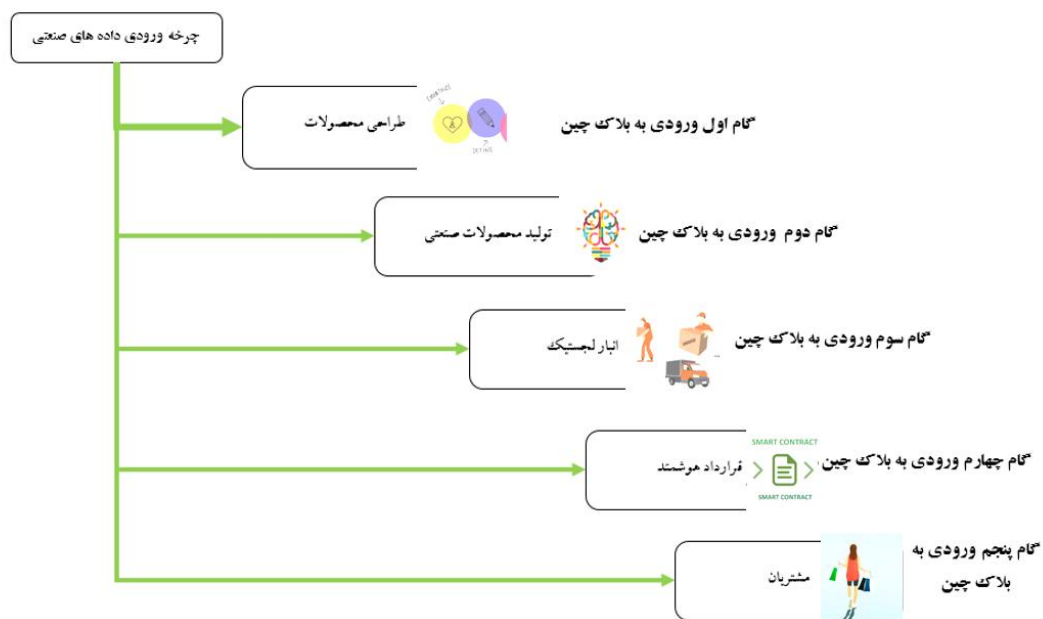 چرخه ورودی داده های صنعتی
گام اول ورودی به بلاک چین
EMPATHIZE
DEFINE
طراحی محصولات
گام دوم ورودی به بلاک چین
تولید محصولات صنعتی
گام سوم ورودی به بلاک چین
انبار لجستیک
گام چهارم ورودی به بلاک چین
SMART CONTRACT
SMART CONTRACT
قرارداد هوشمند
گام پنجم ورودی به
بلاک چین
مشتریان